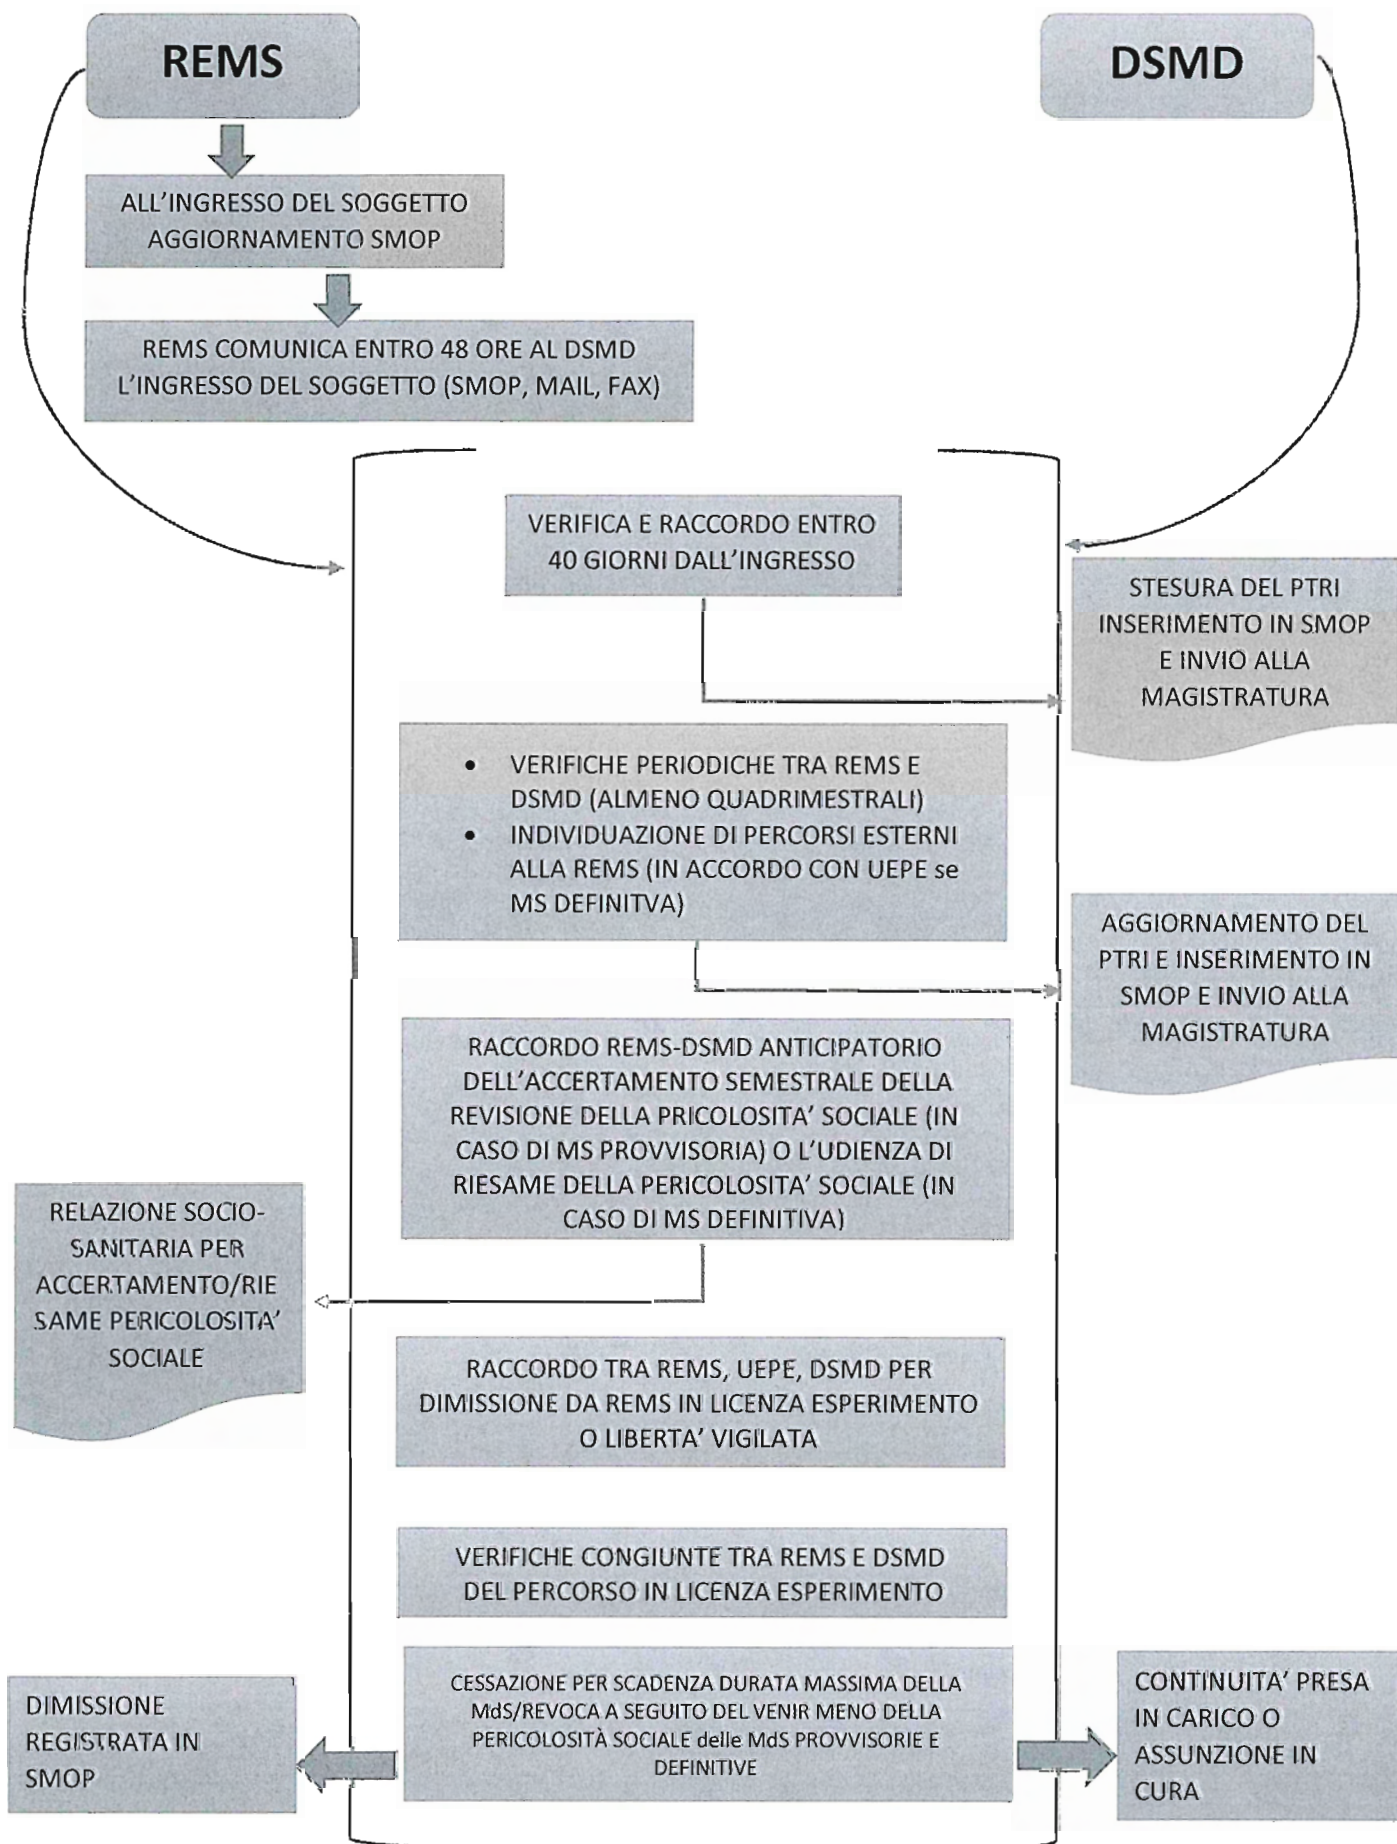 REMS
DSMD
ALL'INGRESSO DEL SOGGETTO
AGGIORNAMENTO SMOP
REMS COMUNICA ENTRO 48 ORE AL DSMD
L'INGRESSO DEL SOGGETTO (SMOP, MAIL, FAX)
VERIFICA E RACCORDO ENTRO
40 GIORNI DALL'INGRESSO
STESURA DEL PTRI
INSERIMENTO IN SMOP
E INVIO ALLA
MAGISTRATURA
• VERIFICHE PERIODICHE TRA REMS E
DSMD (ALMENO QUADRIMESTRALI)
• INDIVIDUAZIONE DI PERCORSI ESTERNI
ALLA REMS (IN ACCORDO CON UEPE se
MS DEFINITVA)
AGGIORNAMENTO DEL
PTRI E INSERIMENTO IN
SMOP E INVIO ALLA
MAGISTRATURA
RACCORDO REMS-DSMD ANTICIPATORIO
DELL'ACCERTAMENTO SEMESTRALE DELLA
REVISIONE DELLA PRICOLOSITA' SOCIALE (IN
CASO DI MS PROVVISORIA) O L'UDIENZA DI
RIESAME DELLA PERICOLOSITA' SOCIALE (IN
CASO DI MS DEFINITIVA)
RELAZIONE SOCIO-
SANITARIA PER
ACCERTAMENTO/RIE
SAME PERICOLOSITA'
SOCIALE
RACCORDO TRA REMS, UEPE, DSMD PER
DIMISSIONE DA REMS IN LICENZA ESPERIMENTO
O LIBERTA' VIGILATA
VERIFICHE CONGIUNTE TRA REMS E DSMD
DEL PERCORSO IN LICENZA ESPERIMENTO
CESSAZIONE PER SCADENZA DURATA MASSIMA DELLA
MdS/REVOCA A SEGUITO DEL VENIR MENO DELLA
PERICOLOSITÀ SOCIALE delle MdS PROVVISORIE E
DEFINITIVE
DIMISSIONE
REGISTRATA IN
SMOP
CONTINUITA' PRESA
IN CARICO O
ASSUNZIONE IN
CURA